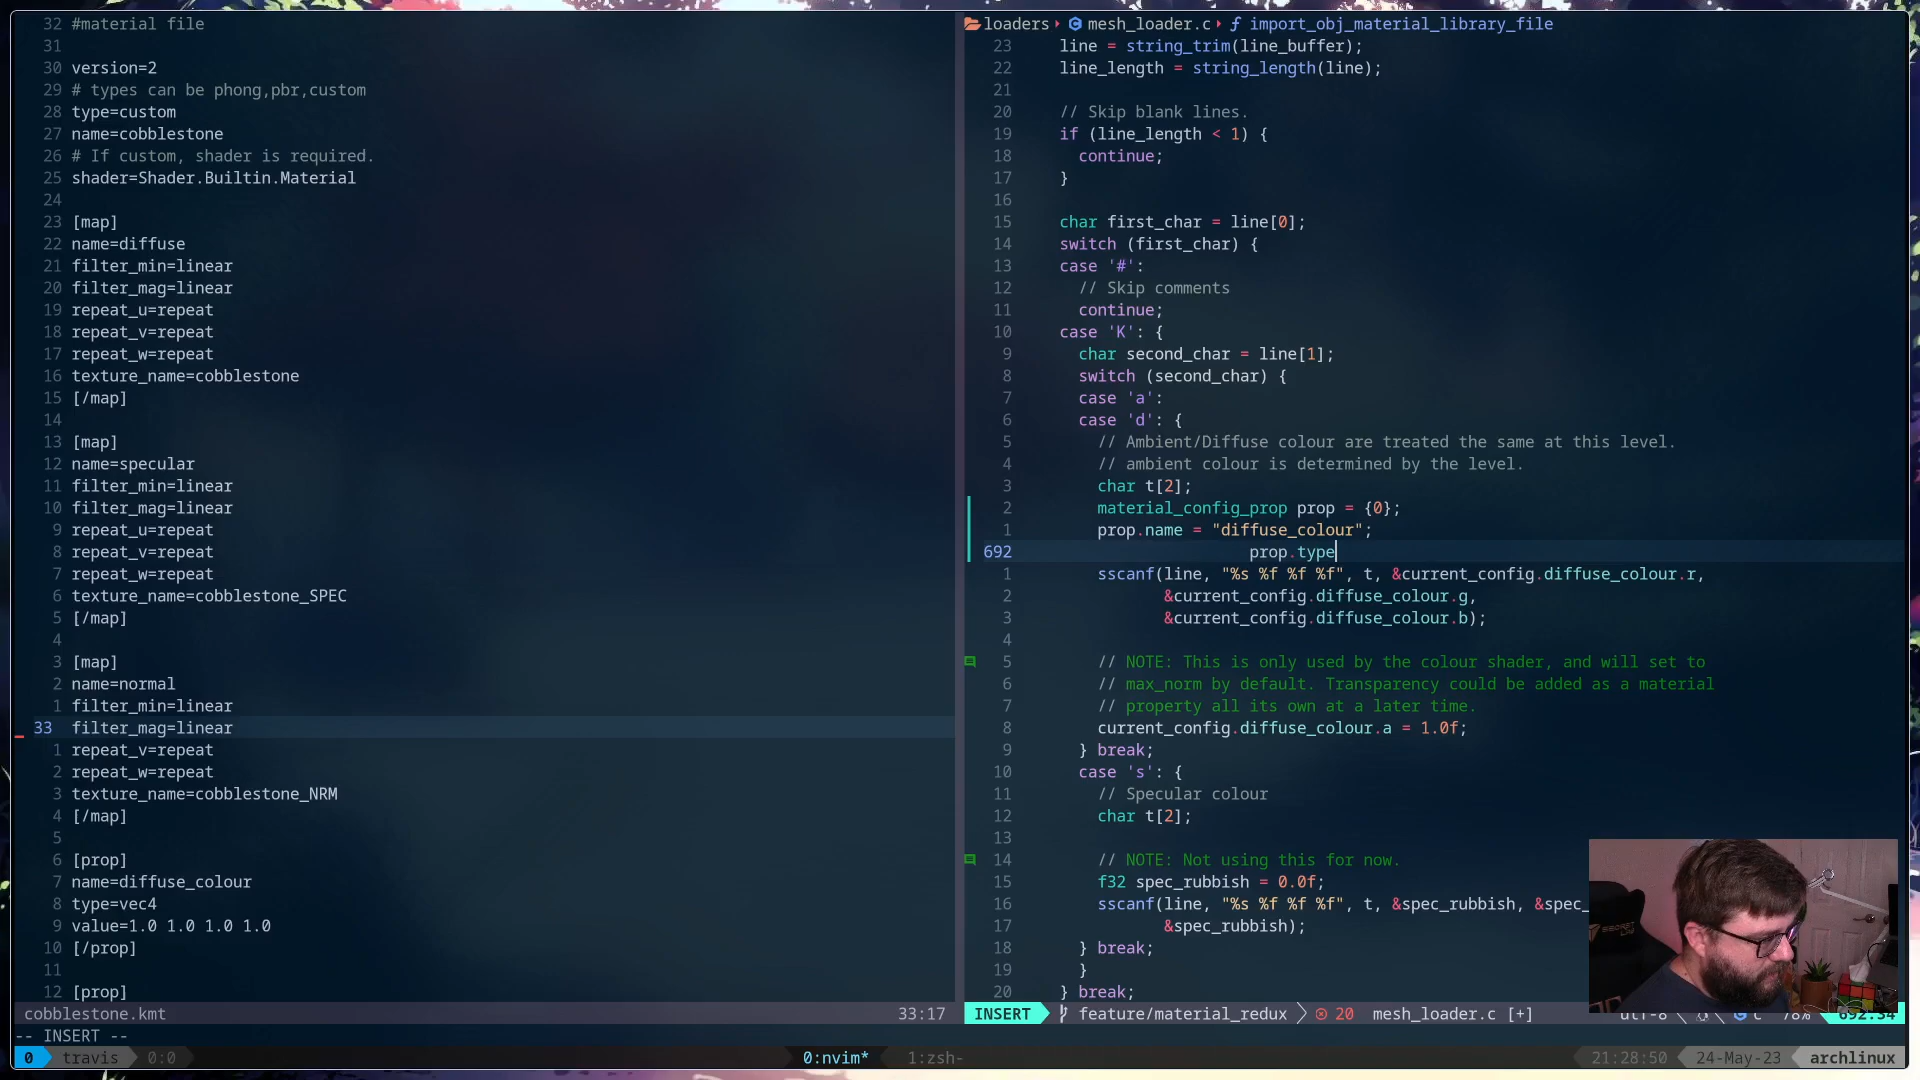 32 #material file
31
30 version=2
29 # types can be phong,pbr,custom
28 type=custom
27 name=cobblestone
26 # If custom, shader is required.
25 shader=Shader.Builtin.Material
24
23 [map]
22 name=diffuse
21 filter_min=linear
20 filter_mag=linear
19 repeat_u=repeat
18 repeat_v=repeat
17 repeat_w=repeat
16 texture_name=cobblestone
15 [/map]
14
13 [map]
12 name=specular
11 filter_min=linear
10 filter_mag=linear
9 repeat_u=repeat
8 repeat_v=repeat
7 repeat_w=repeat
6 texture_name=cobblestone_SPEC
5 [/map]
4
3 [map]
2 name=normal
1 filter_min=linear
33 filter_mag=linear
1 repeat_v=repeat
2 repeat_w=repeat
3 texture_name=cobblestone_NRM
4 [/map]
5
6 [prop]
7 name=diffuse_colour
8 type=vec4
9 value=1.0 1.0 1.0 1.0
10 [/prop]
11
12 [prop]
cobblestone.kmt 33:17
loaders › mesh_loader.c › import_obj_material_library_file
23 line = string_trim(line_buffer);
22 line_length = string_length(line);
21
20 // Skip blank lines.
19 if (line_length < 1) {
18 continue;
17 }
16
15 char first_char = line[0];
14 switch (first_char) {
13 case '#':
12 // Skip comments
11 continue;
10 case 'K': {
9 char second_char = line[1];
8 switch (second_char) {
7 case 'a':
6 case 'd': {
5 // Ambient/Diffuse colour are treated the same at this level.
4 // ambient colour is determined by the level.
3 char t[2];
2 material_config_prop prop = {0};
1 prop.name = "diffuse_colour";
692 prop.type
1 sscanf(line, "%s %f %f %f", t, &current_config.diffuse_colour.r,
2 &current_config.diffuse_colour.g,
3 &current_config.diffuse_colour.b);
4
5 // NOTE: This is only used by the colour shader, and will set to
6 // max_norm by default. Transparency could be added as a material
7 // property all its own at a later time.
8 current_config.diffuse_colour.a = 1.0f;
9 } break;
10 case 's': {
11 // Specular colour
12 char t[2];
13
14 // NOTE: Not using this for now.
15 f32 spec_rubbish = 0.0f;
16 sscanf(line, "%s %f %f %f", t, &spec_rubbish, &spec_
17 &spec_rubbish);
18 } break;
19 }
20 } break;
INSERT feature/material_redux 20 mesh_loader.c [+]
-- INSERT --
0 travis 0:0 0:nvim* 1:zsh- 21:28:50 24-May-23 archlinux